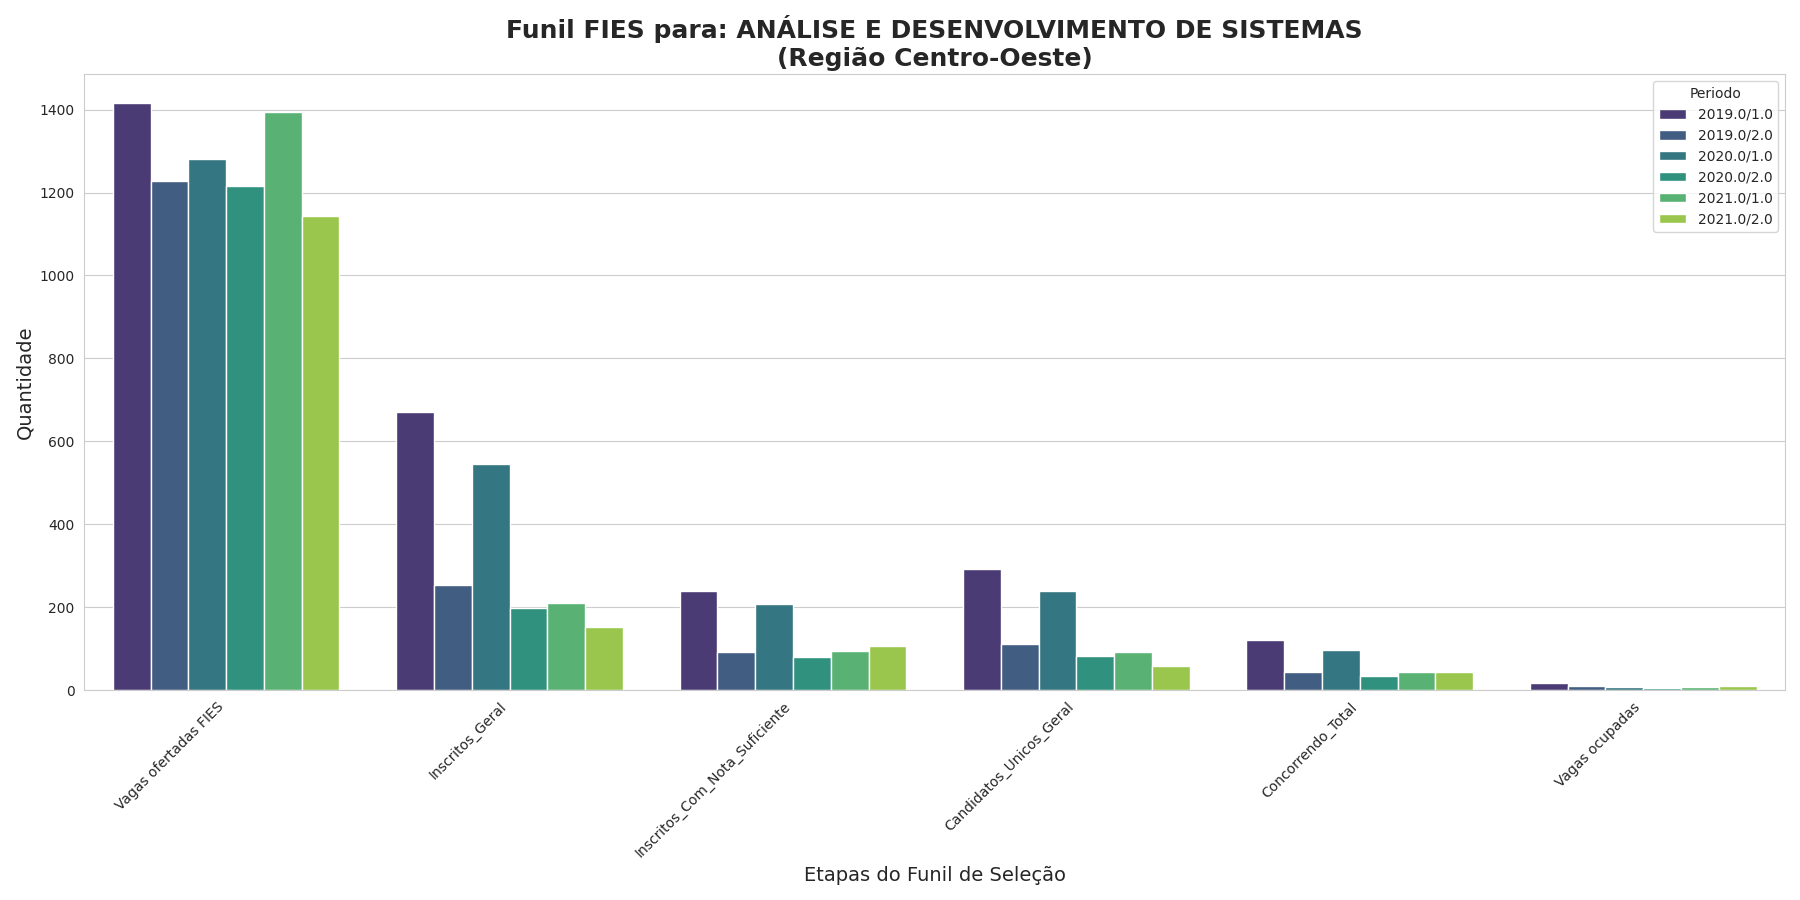 Funil FIES para: ANÁLISE E DESENVOLVIMENTO DE SISTEMAS
(Região Centro-Oeste)
Quantidade
1400
1200
1000
800
600
400
200
0
Periodo
2019.0/1.0
2019.0/2.0
2020.0/1.0
2020.0/2.0
2021.0/1.0
2021.0/2.0
Vagas ofertadas FIES
Inscritos_Geral
Inscritos_Com_Nota_Suficiente
Candidatos_Unicos_Geral
Concorrendo_Total
Vagas ocupadas
Etapas do Funil de Seleção